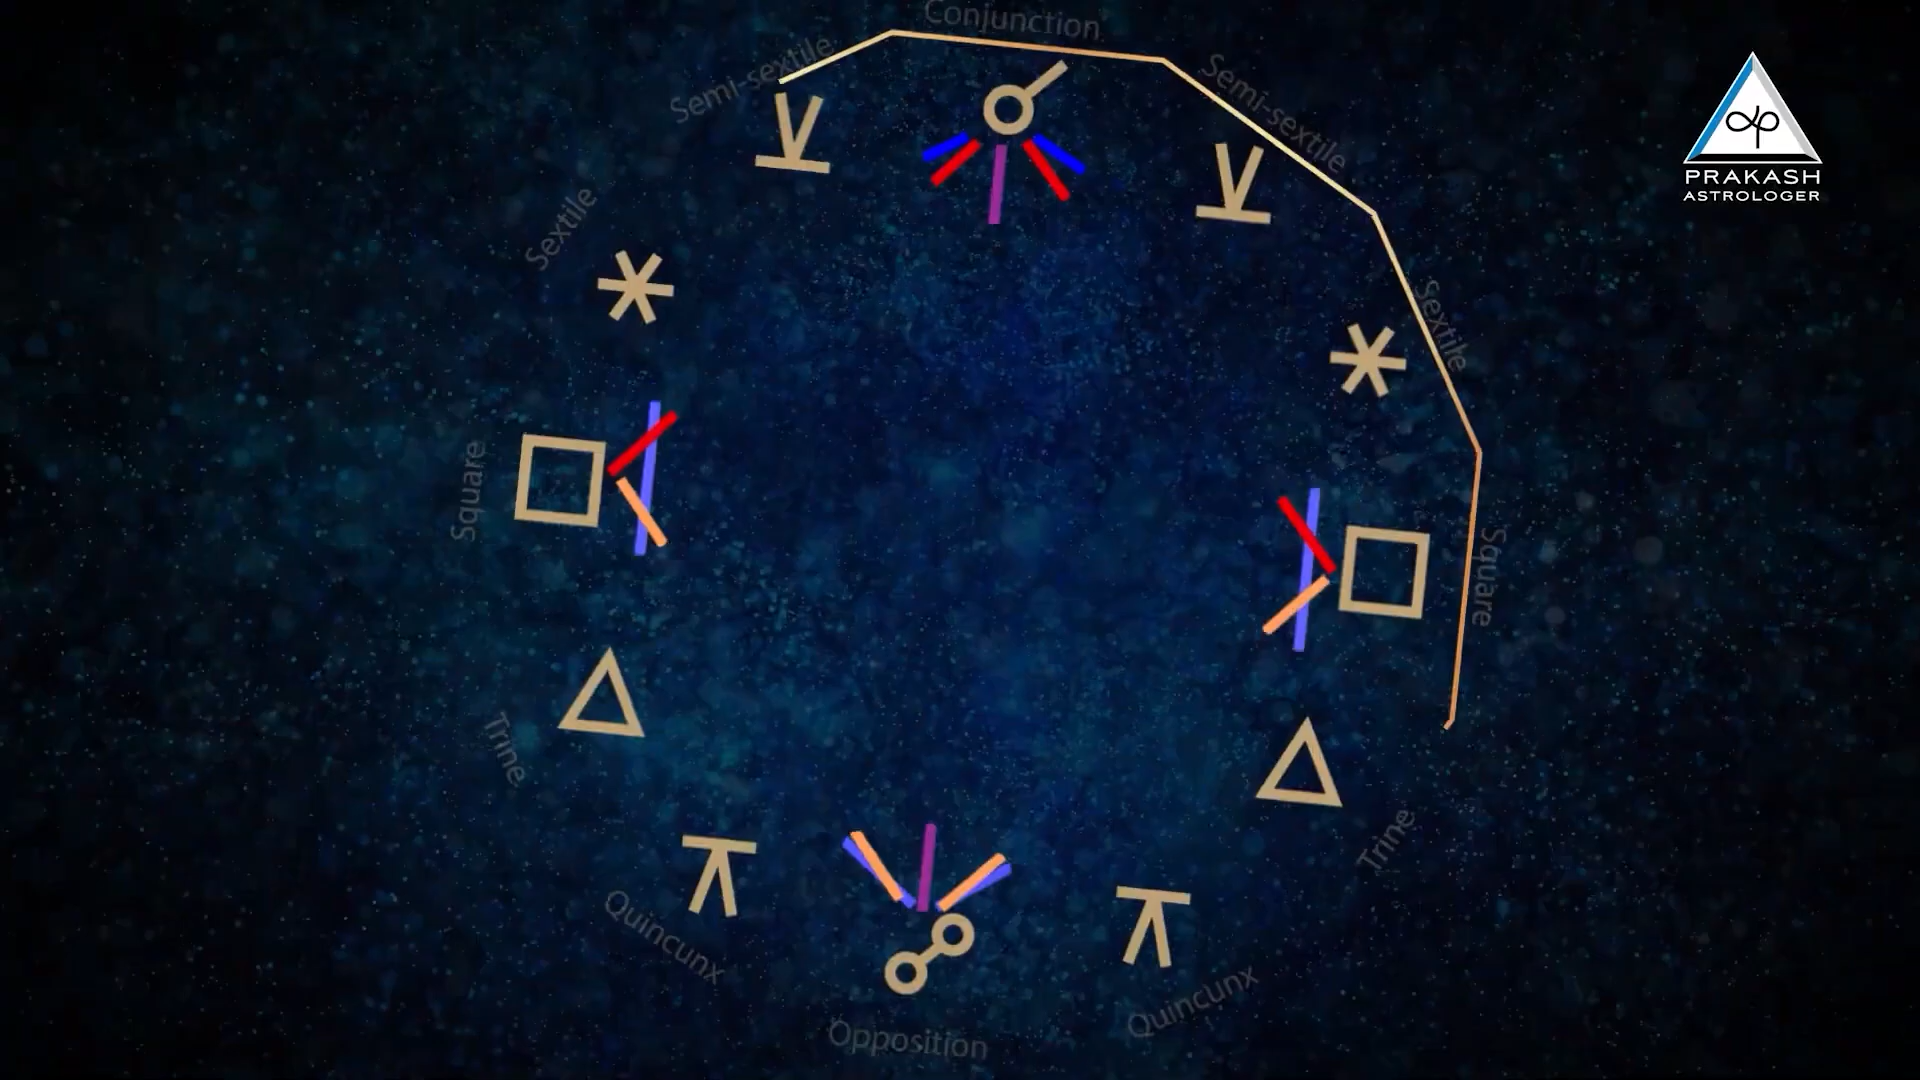 Conjunction
Semi-sextile
Semi-sextile
Sextile
Sextile
Square
Square
Trine
Trine
Quincunx
Quincunx
Opposition
PRAKASH
ASTROLOGER